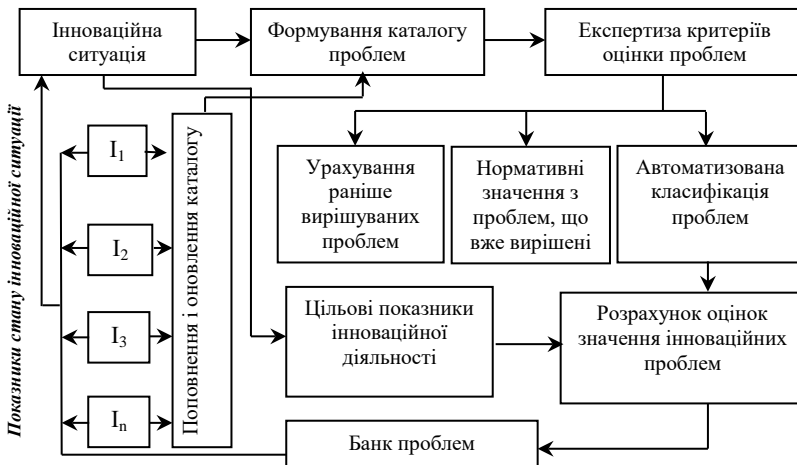 Інноваційна
ситуація
Формування каталогу
проблем
Експертиза критеріїв
оцінки проблем
Показники стану інноваційної ситуації
I1
I2
I3
In
Поповнення і оновлення каталогу
Урахування
раніше
вирішуваних
проблем
Нормативні
значення з
проблем, що
вже вирішені
Автоматизована
класифікація
проблем
Цільові показники
інноваційної
діяльності
Розрахунок оцінок
значення інноваційних
проблем
Банк проблем